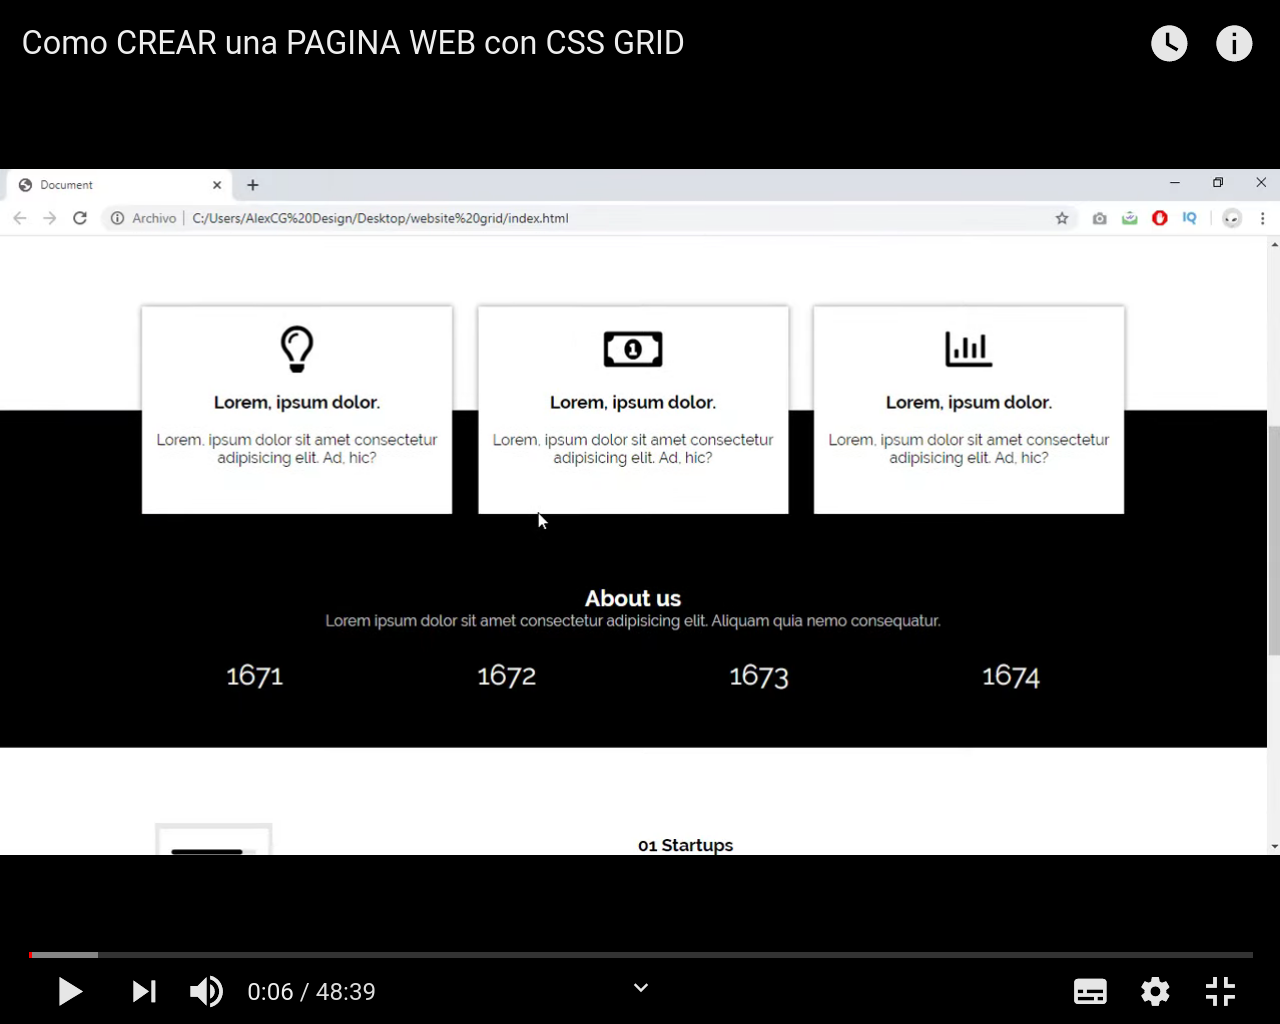 Como CREAR una PAGINA WEB con CSS GRID
Document
Archivo
C:/Users/AlexCG%20Design/Desktop/website%20grid/index.html
IQ
1
Lorem, ipsum dolor.
Lorem, ipsum dolor sit amet consectetur
adipisicing elit. Ad, hic?
Lorem, ipsum dolor.
Lorem, ipsum dolor sit amet consectetur
adipisicing elit. Ad, hic?
Lorem, ipsum dolor.
Lorem, ipsum dolor sit amet consectetur
adipisicing elit. Ad, hic?
About us
Lorem ipsum dolor sit amet consectetur adipisicing elit. Aliquam quia nemo consequatur.
1671
1672
1673
1674
01 Startups
0:06 / 48:39